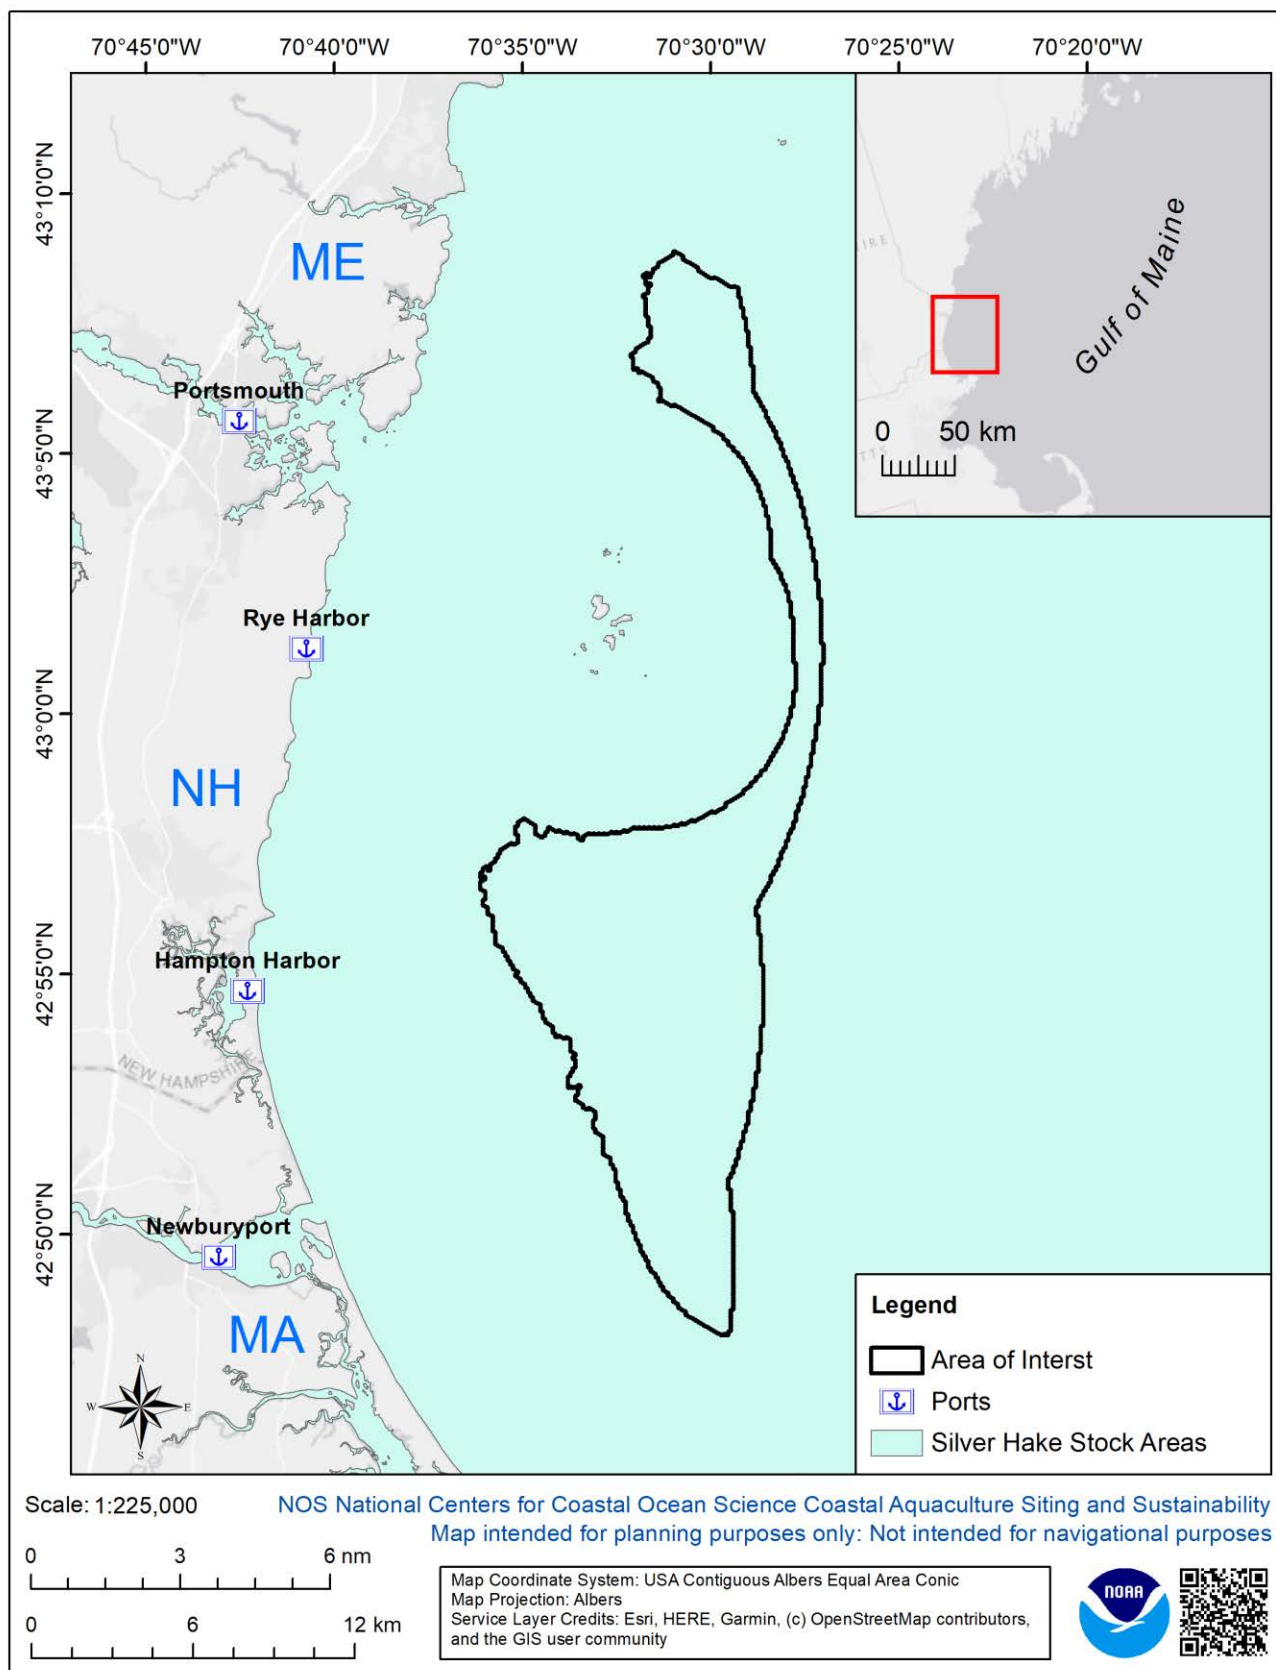 70°45'0"W 70°40'0"W 70°35'0"W 70°30'0"W 70°25'0"W 70°20'0"W
43°10'0"N
43°5'0"N
43°0'0"N
42°55'0"N
42°50'0"N
ME
Portsmouth
Rye Harbor
NH
Hampton Harbor
NEW HAMPSHIRE
Newburyport
MA
N
W E
S
IRE
Gulf of Maine
0 50 km
TTS
Legend
Area of Interst
Ports
Silver Hake Stock Areas
Scale: 1:225,000
NOS National Centers for Coastal Ocean Science Coastal Aquaculture Siting and Sustainability
Map intended for planning purposes only: Not intended for navigational purposes
0 3 6 nm
0 6 12 km
Map Coordinate System: USA Contiguous Albers Equal Area Conic
Map Projection: Albers
Service Layer Credits: Esri, HERE, Garmin, (c) OpenStreetMap contributors,
and the GIS user community
NOAA